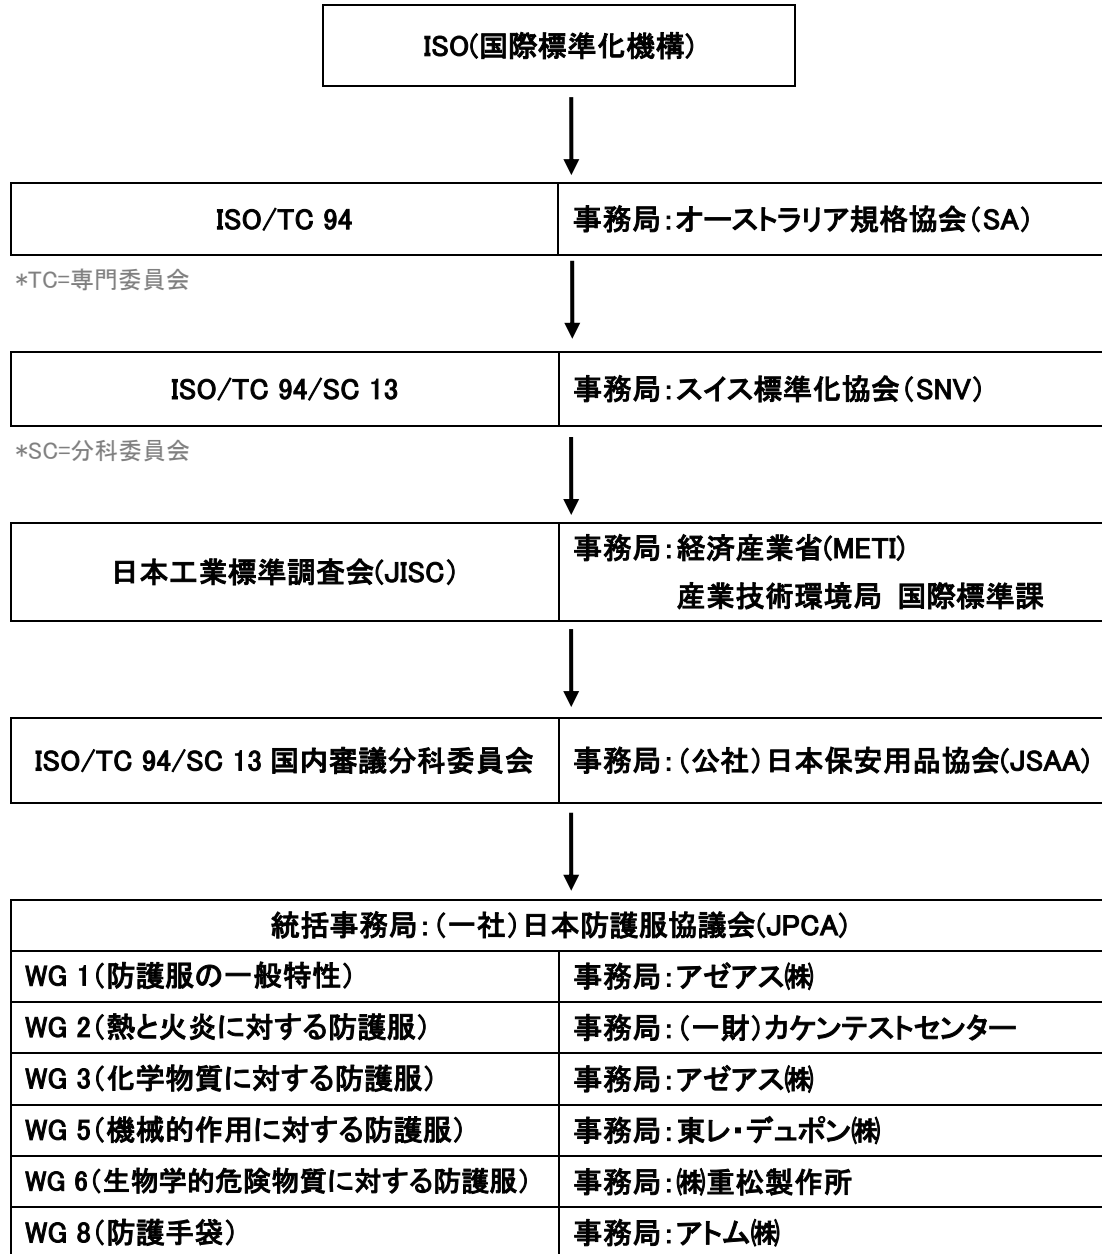 ISO(国際標準化機構)
ISO/TC 94 事務局：オーストラリア規格協会（SA）
*TC=専門委員会
ISO/TC 94/SC 13 事務局：スイス標準化協会（SNV）
*SC=分科委員会
日本工業標準調査会(JISC) 事務局：経済産業省(METI)
産業技術環境局 国際標準課
ISO/TC 94/SC 13 国内審議分科委員会 事務局：（公社）日本保安用品協会(JSAA)
統括事務局：（一社）日本防護服協議会(JPCA)
WG 1（防護服の一般特性） 事務局：アゼアス㈱
WG 2（熱と火炎に対する防護服） 事務局：（一財）カケンテストセンター
WG 3（化学物質に対する防護服） 事務局：アゼアス㈱
WG 5（機械的作用に対する防護服） 事務局：東レ・デュポン㈱
WG 6（生物学的危険物質に対する防護服） 事務局：㈱重松製作所
WG 8（防護手袋） 事務局：アトム㈱